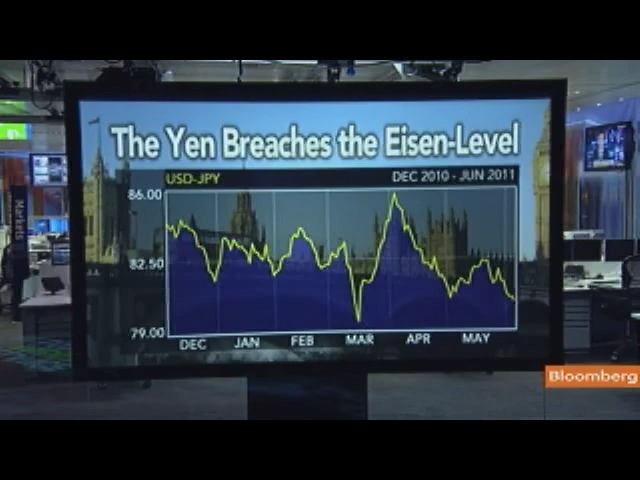 The Yen Breaches the Eisen-Level
USD-JPY
DEC 2010 - JUN 2011
86.00
82.50
79.00
DEC JAN FEB MAR APR MAY
Markets
Bloomberg